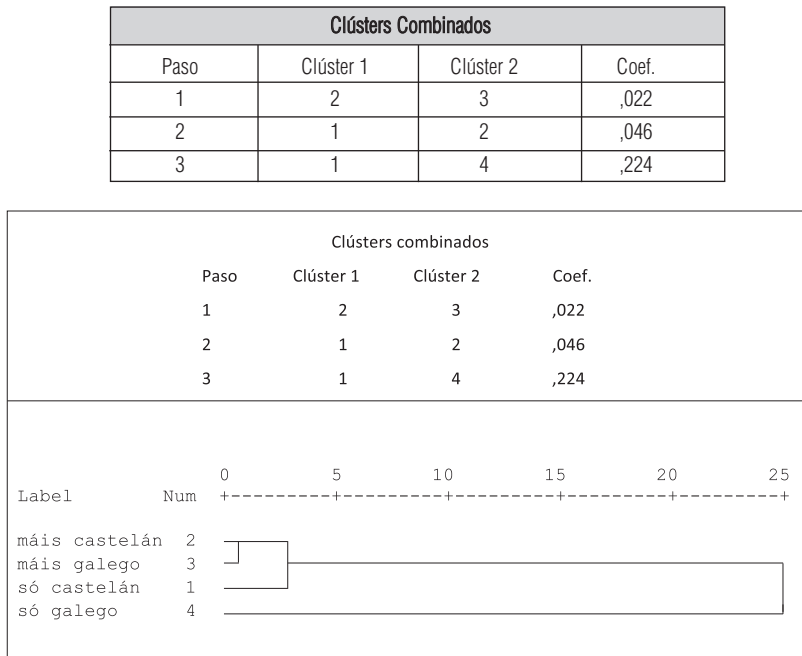 Clústers Combinados
Paso Clúster 1 Clúster 2 Coef.
1 2 3 ,022
2 1 2 ,046
3 1 4 ,224
Clústers combinados
Paso Clúster 1 Clúster 2 Coef.
1 2 3 ,022
2 1 2 ,046
3 1 4 ,224
0 5 10 15 20 25
Label Num +---------+---------+---------+---------+---------+
máis castelán 2
máis galego 3
só castelán 1
só galego 4